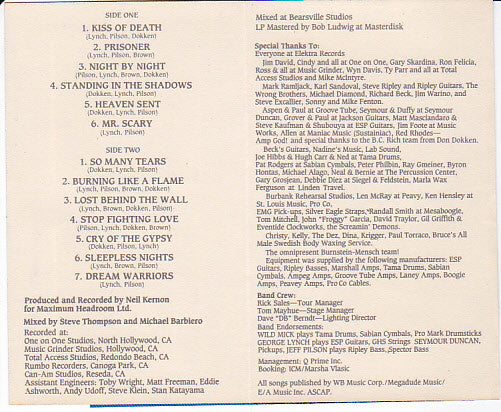 SIDE ONE
1. KISS OF DEATH
(Lynch, Pilson, Dokken)
2. PRISONER
(Lynch, Pilson, Brown, Dokken)
3. NIGHT BY NIGHT
(Pilson, Lynch, Brown, Dokken)
4. STANDING IN THE SHADOWS
(Dokken, Lynch, Pilson)
5. HEAVEN SENT
(Dokken, Lynch, Pilson)
6. MR. SCARY
(Lynch, Pilson)
SIDE TWO
1. SO MANY TEARS
(Dokken, Lynch, Brown)
2. BURNING LIKE A FLAME
(Lynch, Pilson, Brown, Dokken)
3. LOST BEHIND THE WALL
(Lynch, Brown, Pilson, Dokken)
4. STOP FIGHTING LOVE
(Pilson, Lynch, Dokken, Brown)
5. CRY OF THE GYPSY
(Dokken, Pilson, Lynch)
6. SLEEPLESS NIGHTS
(Lynch, Brown, Pilson, Dokken)
7. DREAM WARRIORS
(Lynch, Pilson)
Produced and Recorded by Neil Kernon
for Maximum Headroom Ltd.
Mixed by Steve Thompson and Michael Barbiero
Recorded at:
One on One Studios, North Hollywood, CA
Music Grinder Studios, Hollywood, CA
Total Access Studios, Redondo Beach, CA
Rumbo Recorders, Canoga Park, CA
Can-Am Studios, Reseda, CA
Assistant Engineers: Toby Wright, Matt Freeman, Eddie
Ashworth, Andy Udoff, Steve Klein, Stan Katayama
Mixed at Bearsville Studios
LP Mastered by Bob Ludwig at Masterdisk
Special Thanks To:
Everyone at Elektra Records
Jim David, Cindy and all at One on One, Gary Skardina, Ron Felicia,
Ross & all at Music Grinder, Wyn Davis, Ty Parr and all at Total
Access Studios and Mike McIntyre.
Mark Ramljack, Karl Sandoval, Steve Ripley and Ripley Guitars, The
Wrong Brothers, Michael Diamond, Richard Beck, Jim Warino, and
Steve Excallier, Sonny and Mike Fenton.
Aspen & Paul at Groove Tube, Seymour & Duffy at Seymour
Duncan, Grover & Paul at Jackson Guitars, Matt Masclandaro &
Steve Kaufman & Shubouya at ESP Guitars, Jim Foote at Music
Works, Allen at Maniac Music (Sustainiac), Red Rhodes—
Amp God! and special thanks to the B.C. Rich team from Don Dokken.
Beck's Guitars, Nadine's Music, Lab Sound,
Joe Hibbs & Hugh Carr & Ned at Tama Drums,
Pat Rodgers at Sabian Cymbals, Peter Philbin, Ray Gmeiner, Byron
Hontas, Michael Alago, Neal & Bernie at The Percussion Center,
Gary Grosjean, Debbie Diez at Siegel & Feldstein, Marla Wax
Ferguson at Linden Travel.
Burbank Rehearsal Studios, Len McRay at Peavy, Ken Hensley at
St. Louis Music, Pro Co,
EMG Pick-ups, Silver Eagle Straps, Randall Smith at Mesaboogie,
Tom Mitchell, John "Froggy" Garcia, David Traylor, Gil Griffith &
Eventide Clockworks, the Screamin' Demons.
Christy, Kelly, The Dez, Dina, Krigger, Paul Torraco, Bruce's All
Male Swedish Body Waxing Service.
The omnipresent Burnstein-Mensch team!
Equipment was supplied by the following manufacturers: ESP
Guitars, Ripley Basses, Marshall Amps, Tama Drums, Sabian
Cymbals, Ampeg Amps, Groove Tube Amps, Laney Amps, Boogie
Amps, Peavey Amps, Pro Co Cables.
Band Crew:
Rick Sales—Tour Manager
Tom Mayhue—Stage Manager
Dave "DB" Berndt—Lighting Director
Band Endorsements:
WILD MICK plays Tama Drums, Sabian Cymbals, Pro Mark Drumsticks
GEORGE LYNCH plays ESP Guitars, GHS Strings SEYMOUR DUNCAN,
Pickups, JEFF PILSON plays Ripley Bass, Spector Bass
Management: Q Prime Inc.
Booking: ICM/Marsha Vlasic
All songs published by WB Music Corp./Megadude Music/
E/A Music Inc. ASCAP.